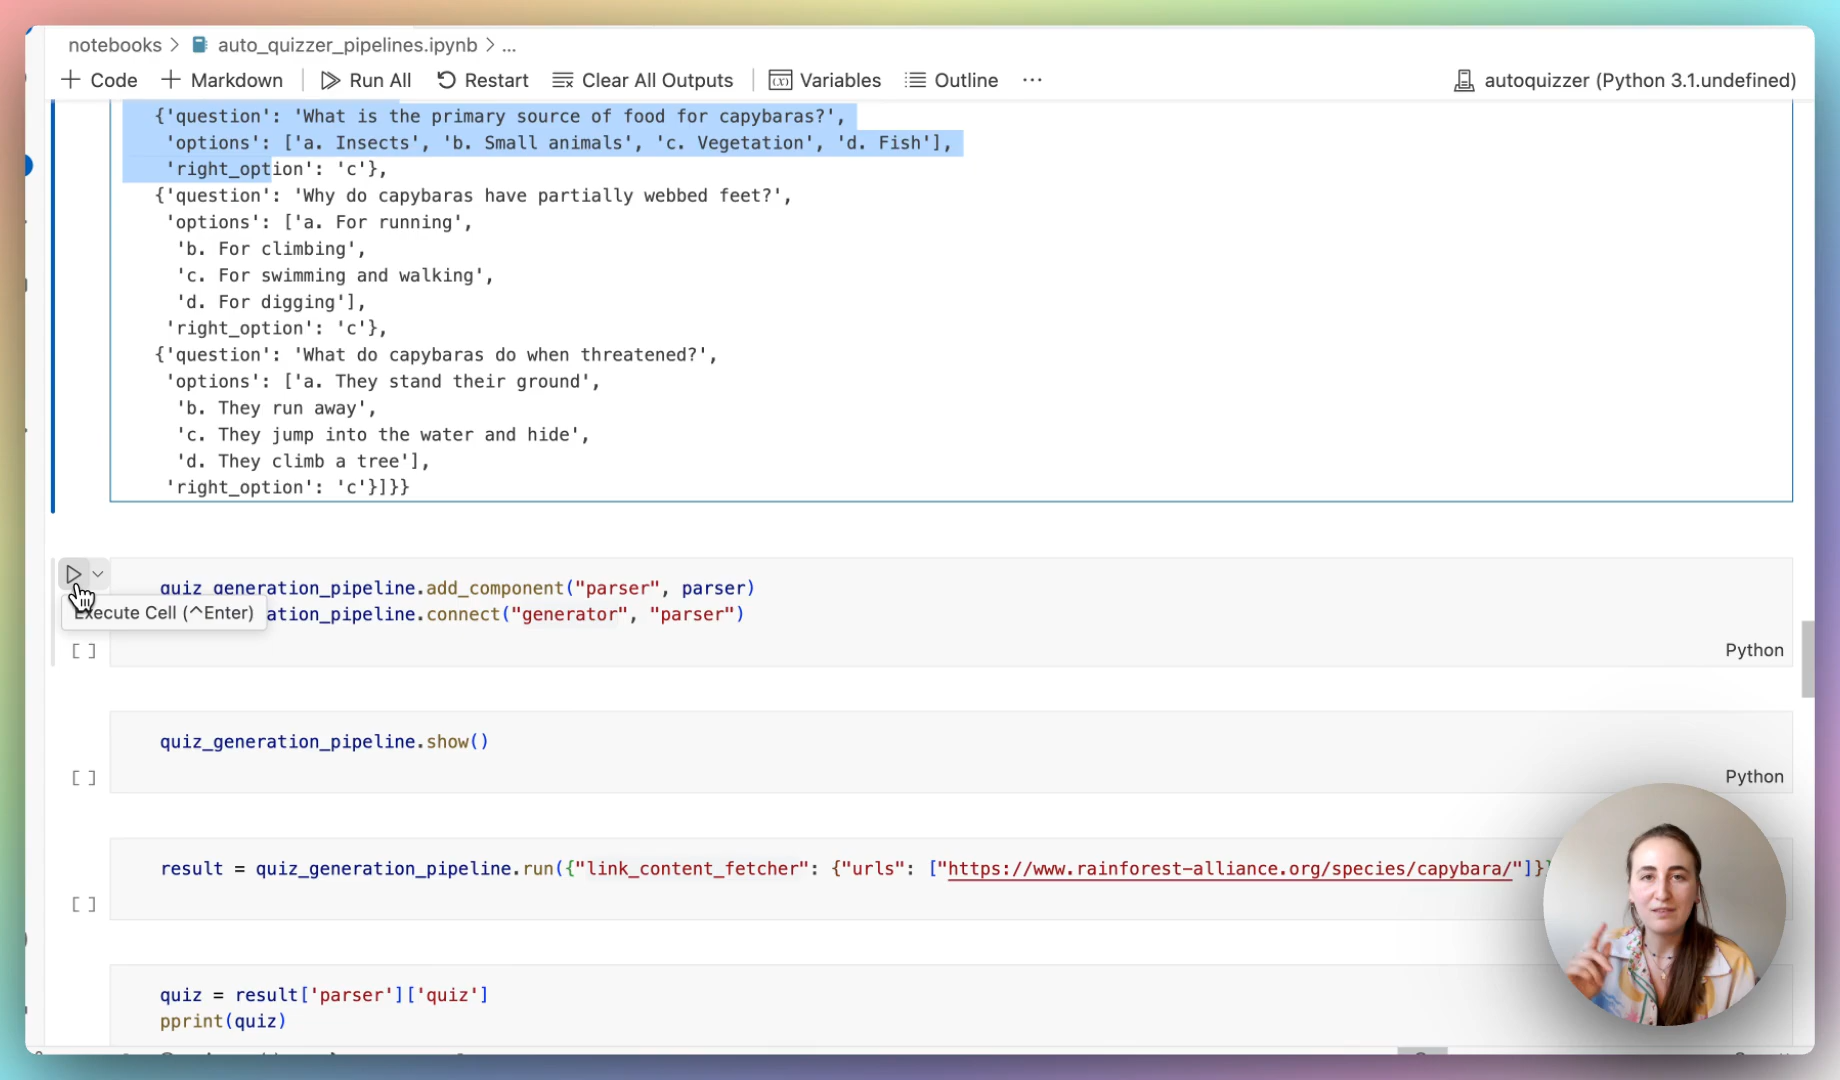 notebooks > auto_quizzer_pipelines.ipynb > ...
+ Code + Markdown Run All Restart Clear All Outputs Variables Outline ··· autoquizzer (Python 3.1.undefined)
{'question': 'What is the primary source of food for capybaras?',
'options': ['a. Insects', 'b. Small animals', 'c. Vegetation', 'd. Fish'],
'right_option': 'c'},
{'question': 'Why do capybaras have partially webbed feet?',
'options': ['a. For running',
'b. For climbing',
'c. For swimming and walking',
'd. For digging'],
'right_option': 'c'},
{'question': 'What do capybaras do when threatened?',
'options': ['a. They stand their ground',
'b. They run away',
'c. They jump into the water and hide',
'd. They climb a tree'],
'right_option': 'c'}]}}
quiz_generation_pipeline.add_component("parser", parser)
Execute Cell (^Enter) ation_pipeline.connect("generator", "parser")
[ ] Python
quiz_generation_pipeline.show()
[ ] Python
result = quiz_generation_pipeline.run({"link_content_fetcher": {"urls": ["https://www.rainforest-alliance.org/species/capybara/"]}
[ ]
quiz = result['parser']['quiz']
pprint(quiz)